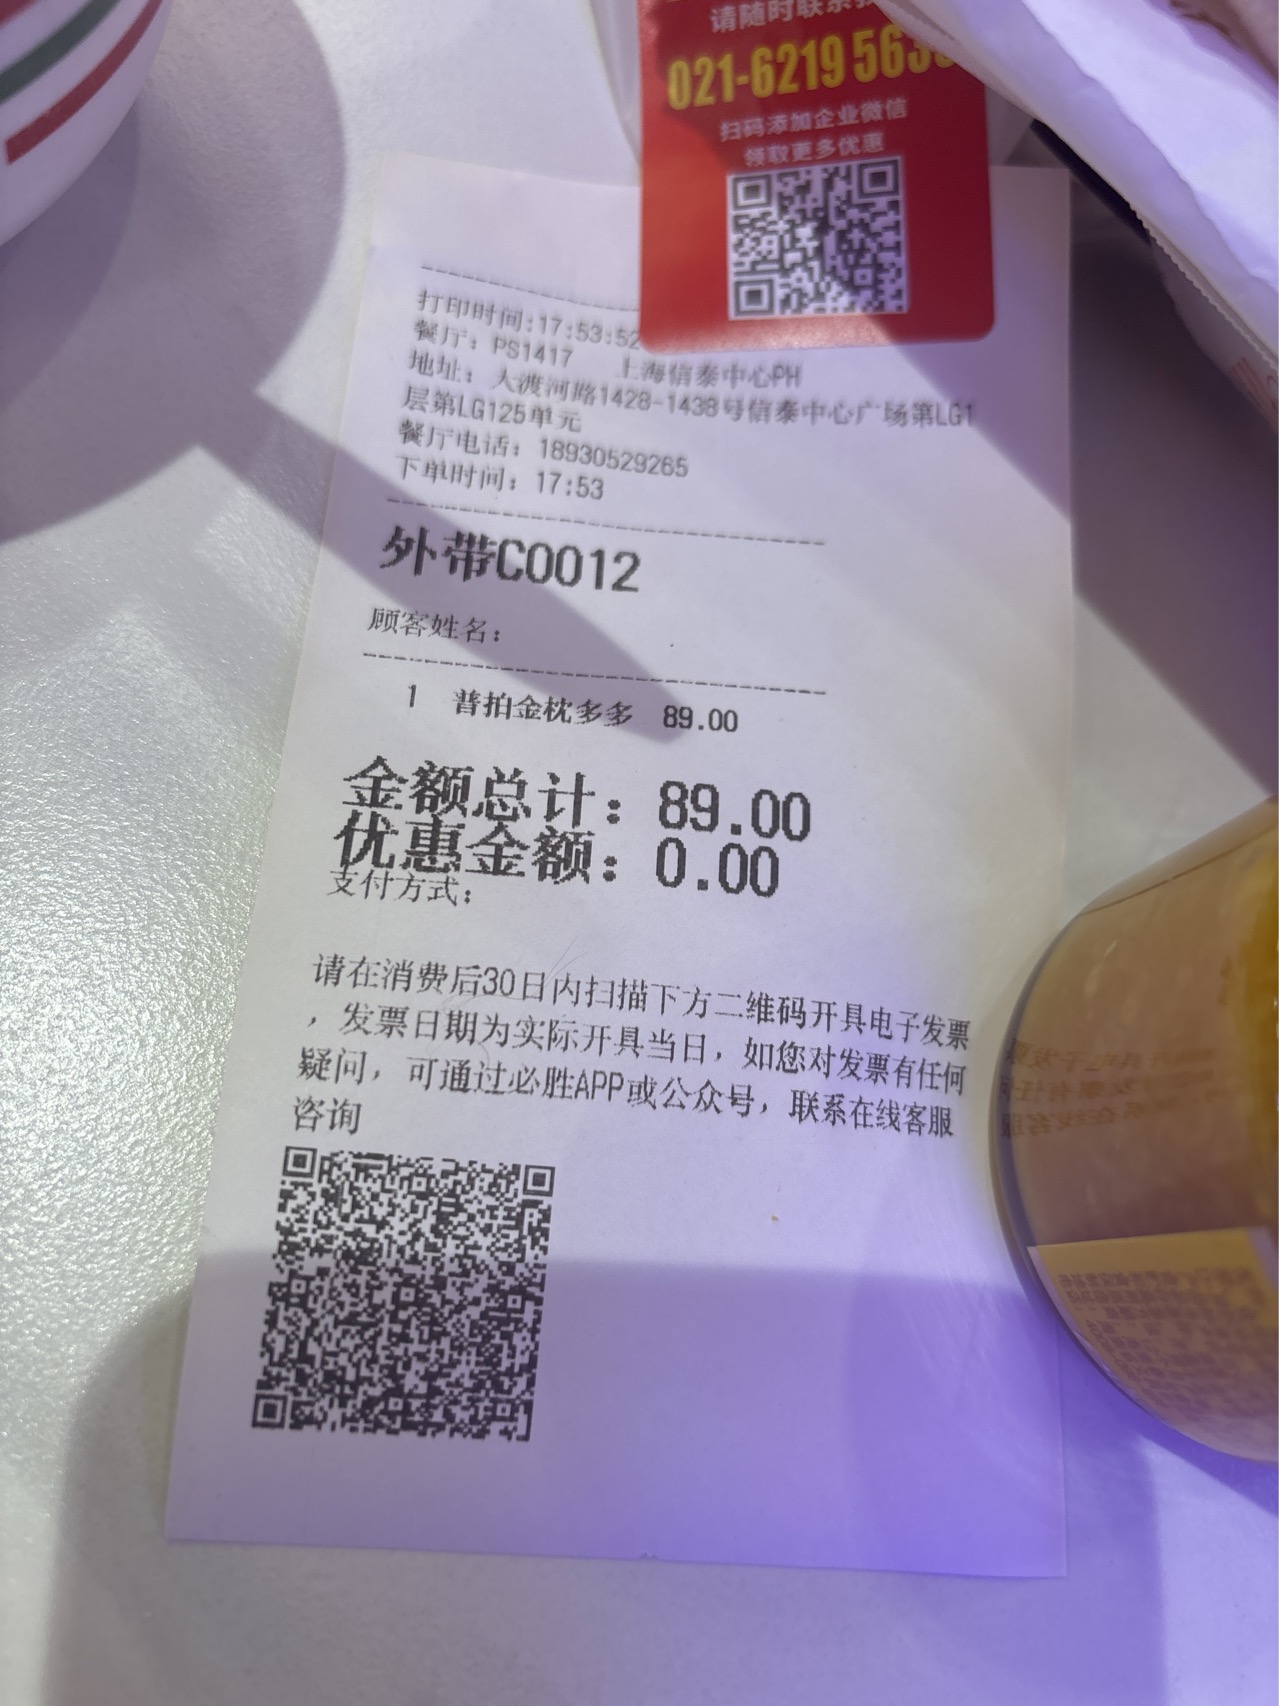 请随时联系
021-6219 563
扫码添加企业微信
领取更多优惠
打印时间:17:53:52
餐厅: PS1417 上海信泰中心PH
地址: 大渡河路1428-1438号信泰中心广场第LG1
层第LG125单元
餐厅电话: 18930529265
下单时间: 17:53
外带C0012
顾客姓名:
1 普拍金枕多多 89.00
金额总计: 89.00
优惠金额: 0.00
支付方式:
请在消费后30日内扫描下方二维码开具电子发票
，发票日期为实际开具当日，如您对发票有任何
疑问，可通过必胜APP或公众号，联系在线客服
咨询